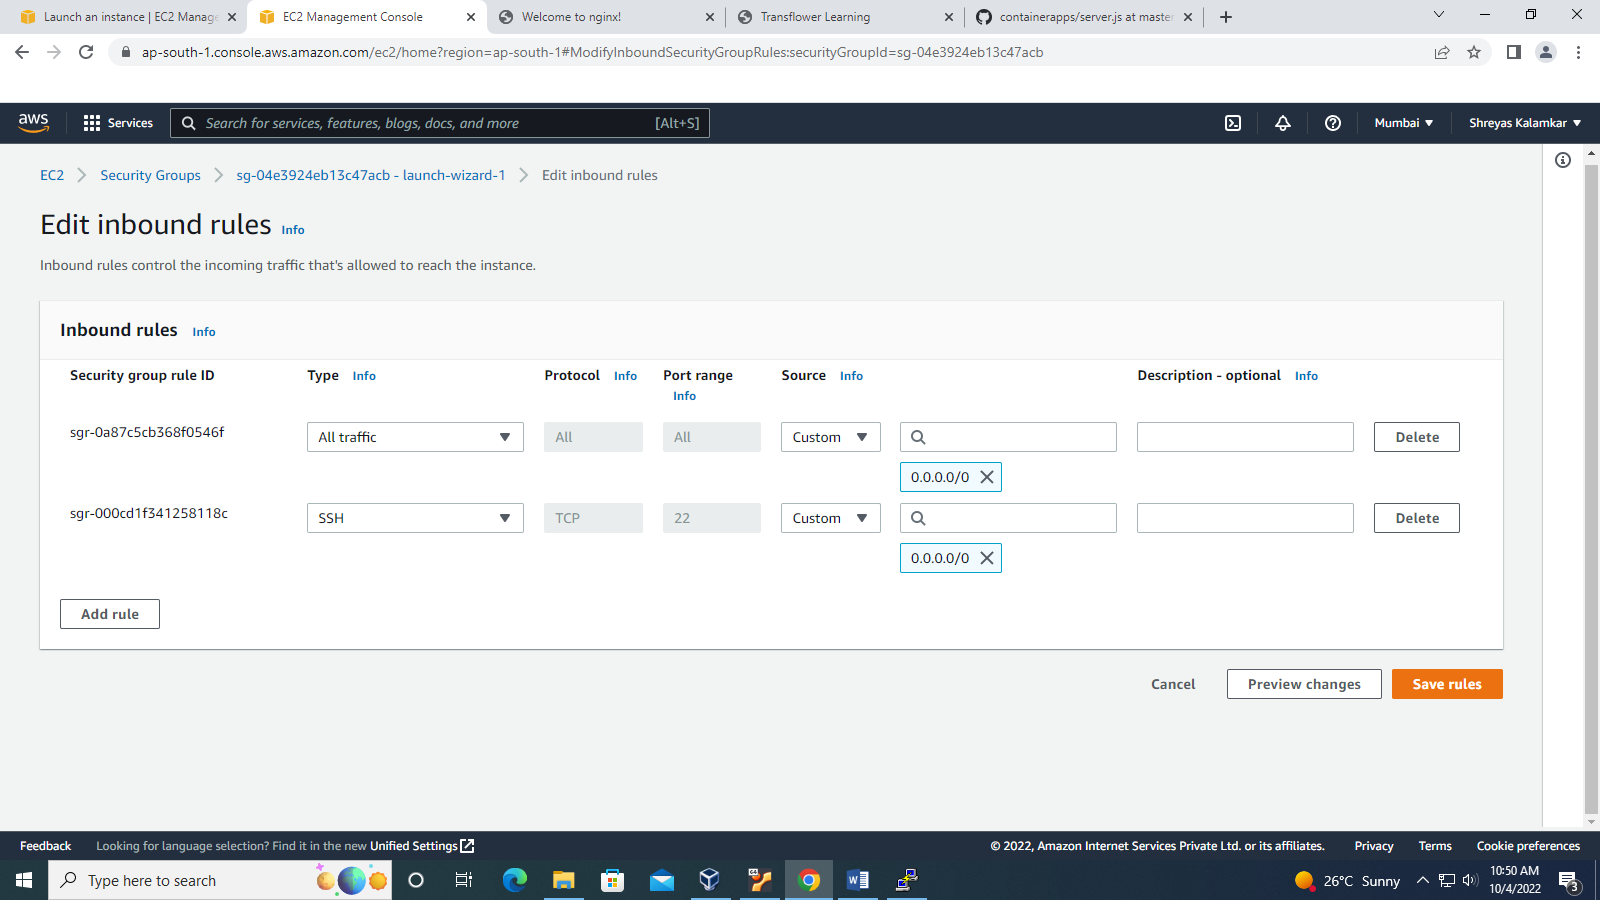 Launch an instance | EC2 Manage
EC2 Management Console
Welcome to nginx!
Transflower Learning
containerapps/server.js at master
ap-south-1.console.aws.amazon.com/ec2/home?region=ap-south-1#ModifyInboundSecurityGroupRules:securityGroupId=sg-04e3924eb13c47acb
aws
Services
Search for services, features, blogs, docs, and more
[Alt+S]
Mumbai
Shreyas Kalamkar
EC2
Security Groups
sg-04e3924eb13c47acb - launch-wizard-1
Edit inbound rules
Edit inbound rules Info
Inbound rules control the incoming traffic that's allowed to reach the instance.
Inbound rules Info
Security group rule ID
Type Info
Protocol Info
Port range
Info
Source Info
Description - optional Info
sgr-0a87c5cb368f0546f
All traffic
All
All
Custom
Delete
0.0.0.0/0
sgr-000cd1f341258118c
SSH
TCP
22
Custom
Delete
0.0.0.0/0
Add rule
Cancel
Preview changes
Save rules
Feedback
Looking for language selection? Find it in the new Unified Settings
© 2022, Amazon Internet Services Private Ltd. or its affiliates.
Privacy
Terms
Cookie preferences
Type here to search
26°C Sunny
10:50 AM
10/4/2022
3